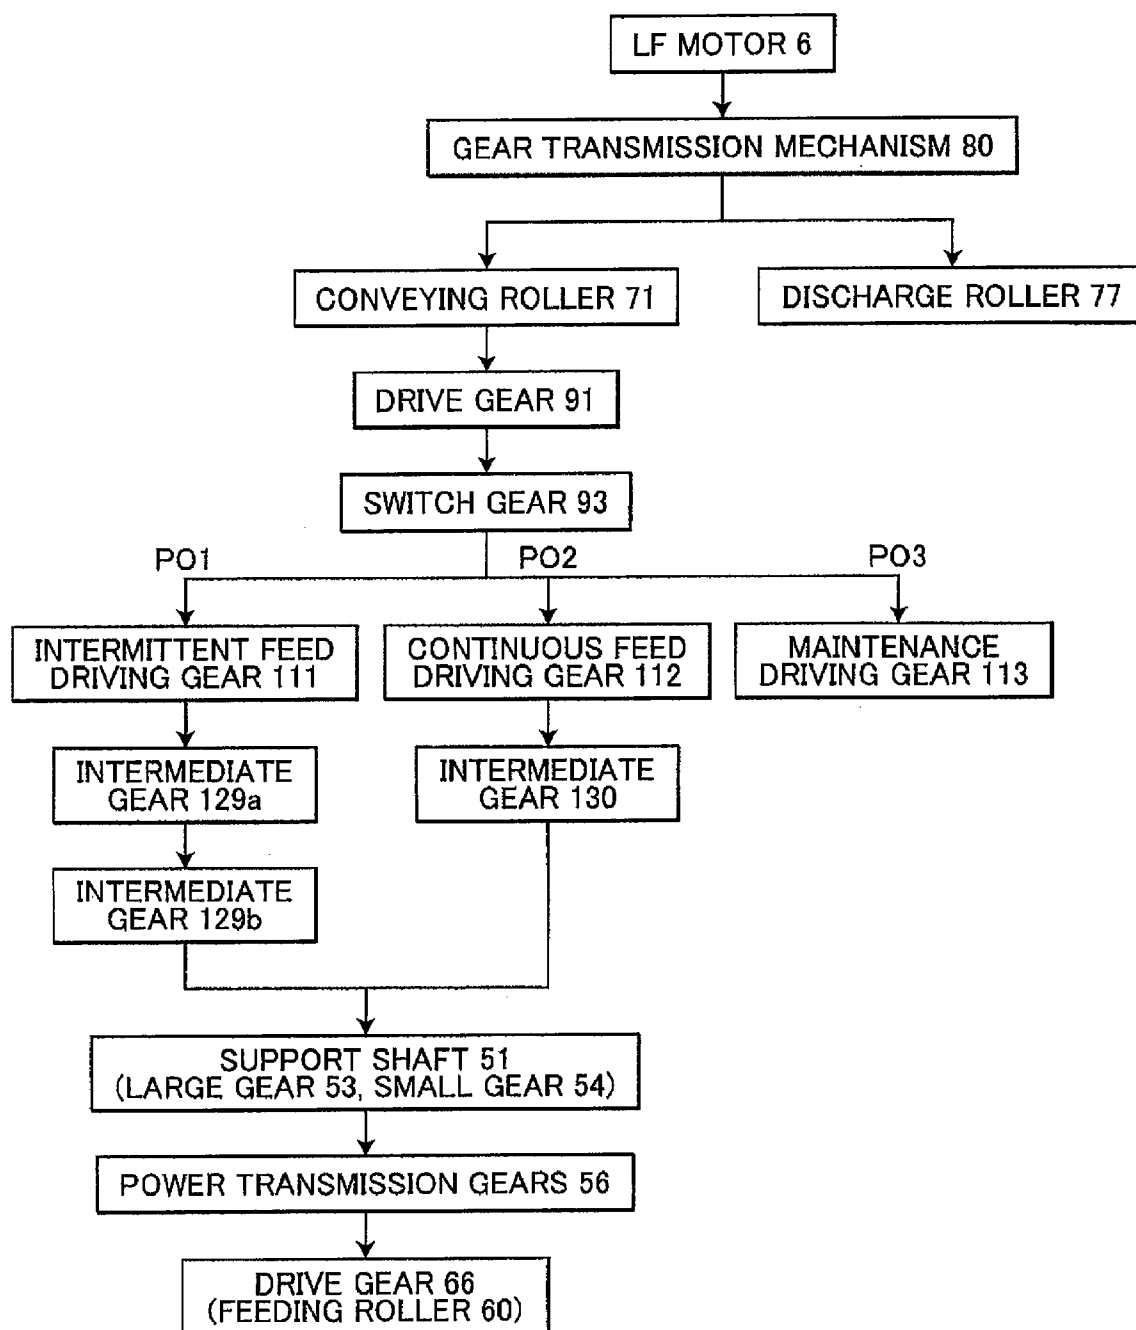 LF MOTOR 6
GEAR TRANSMISSION MECHANISM 80
CONVEYING ROLLER 71
DISCHARGE ROLLER 77
DRIVE GEAR 91
SWITCH GEAR 93
PO1
PO2
PO3
INTERMITTENT FEED
DRIVING GEAR 111
CONTINUOUS FEED
DRIVING GEAR 112
MAINTENANCE
DRIVING GEAR 113
INTERMEDIATE
GEAR 129a
INTERMEDIATE
GEAR 130
INTERMEDIATE
GEAR 129b
SUPPORT SHAFT 51
(LARGE GEAR 53, SMALL GEAR 54)
POWER TRANSMISSION GEARS 56
DRIVE GEAR 66
(FEEDING ROLLER 60)